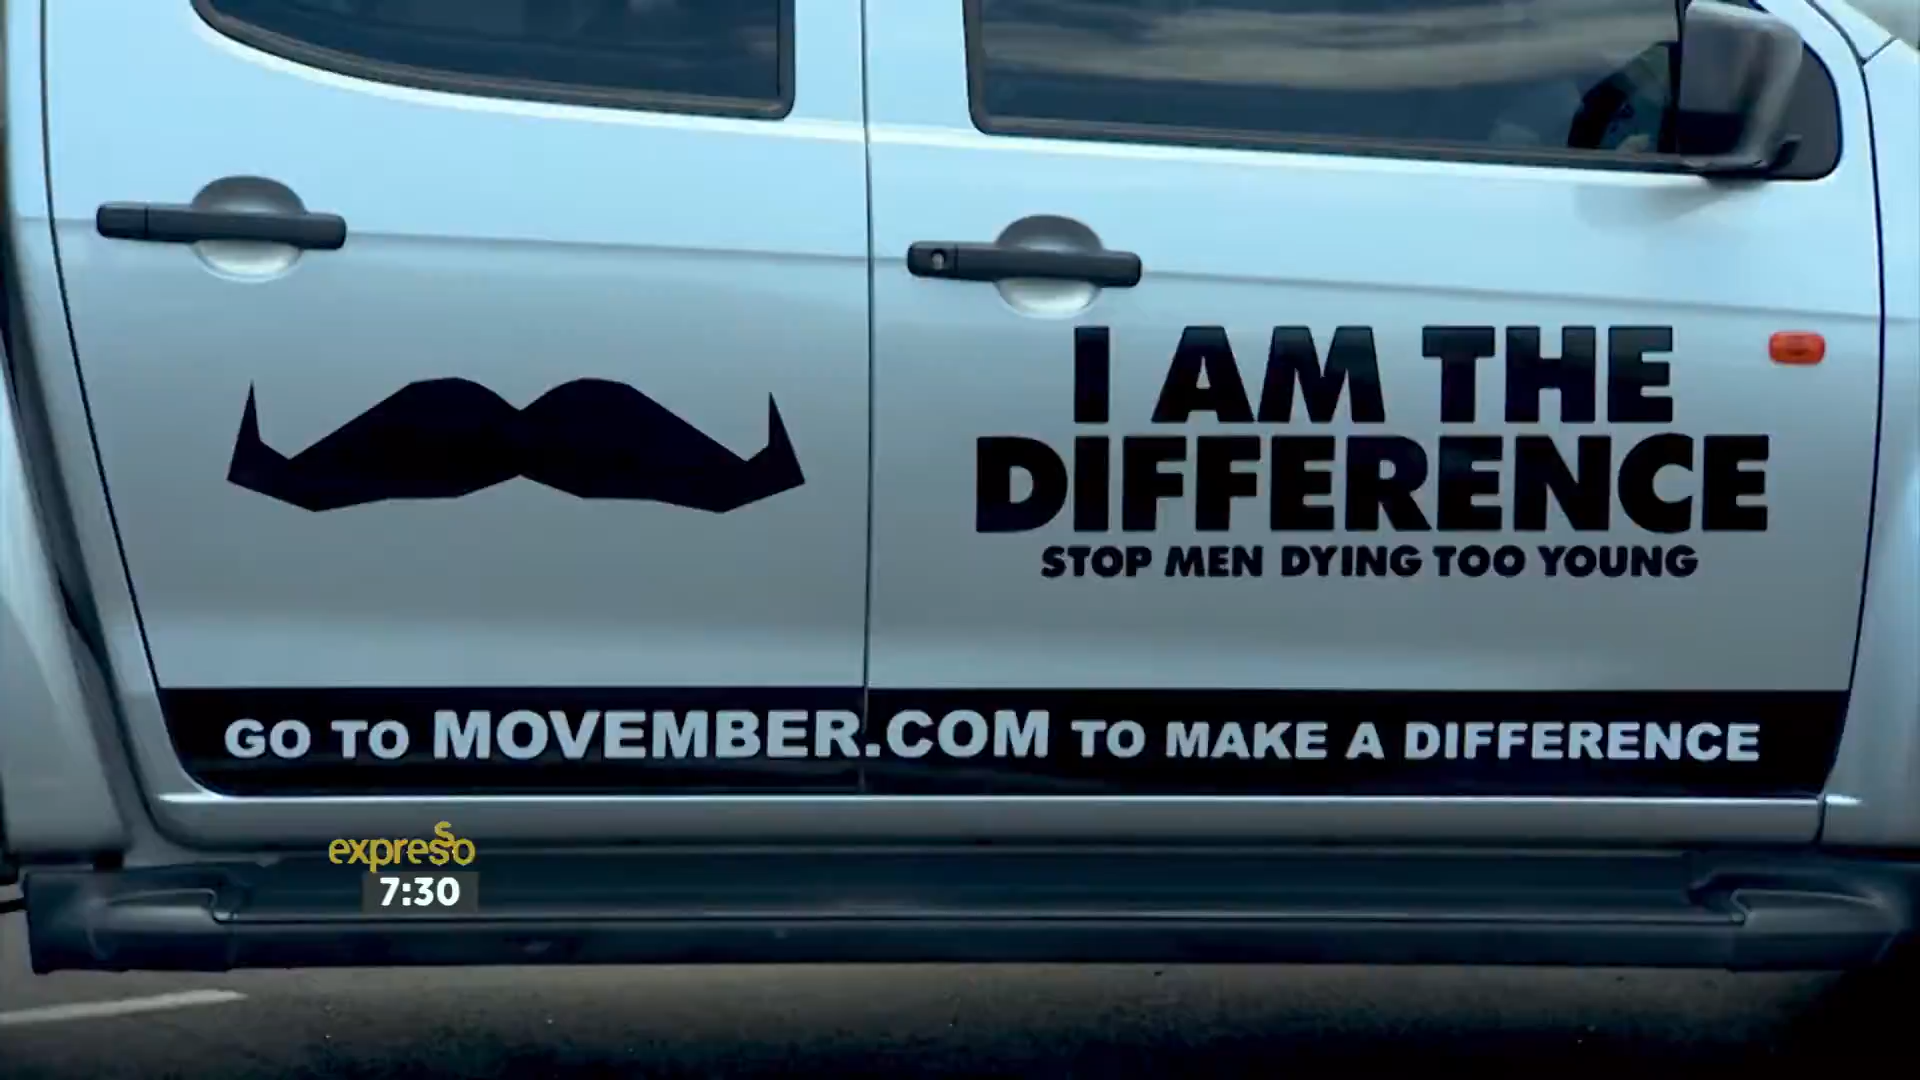 I AM THE
DIFFERENCE
STOP MEN DYING TOO YOUNG
GO TO MOVEMBER.COM TO MAKE A DIFFERENCE
expresso
7:30